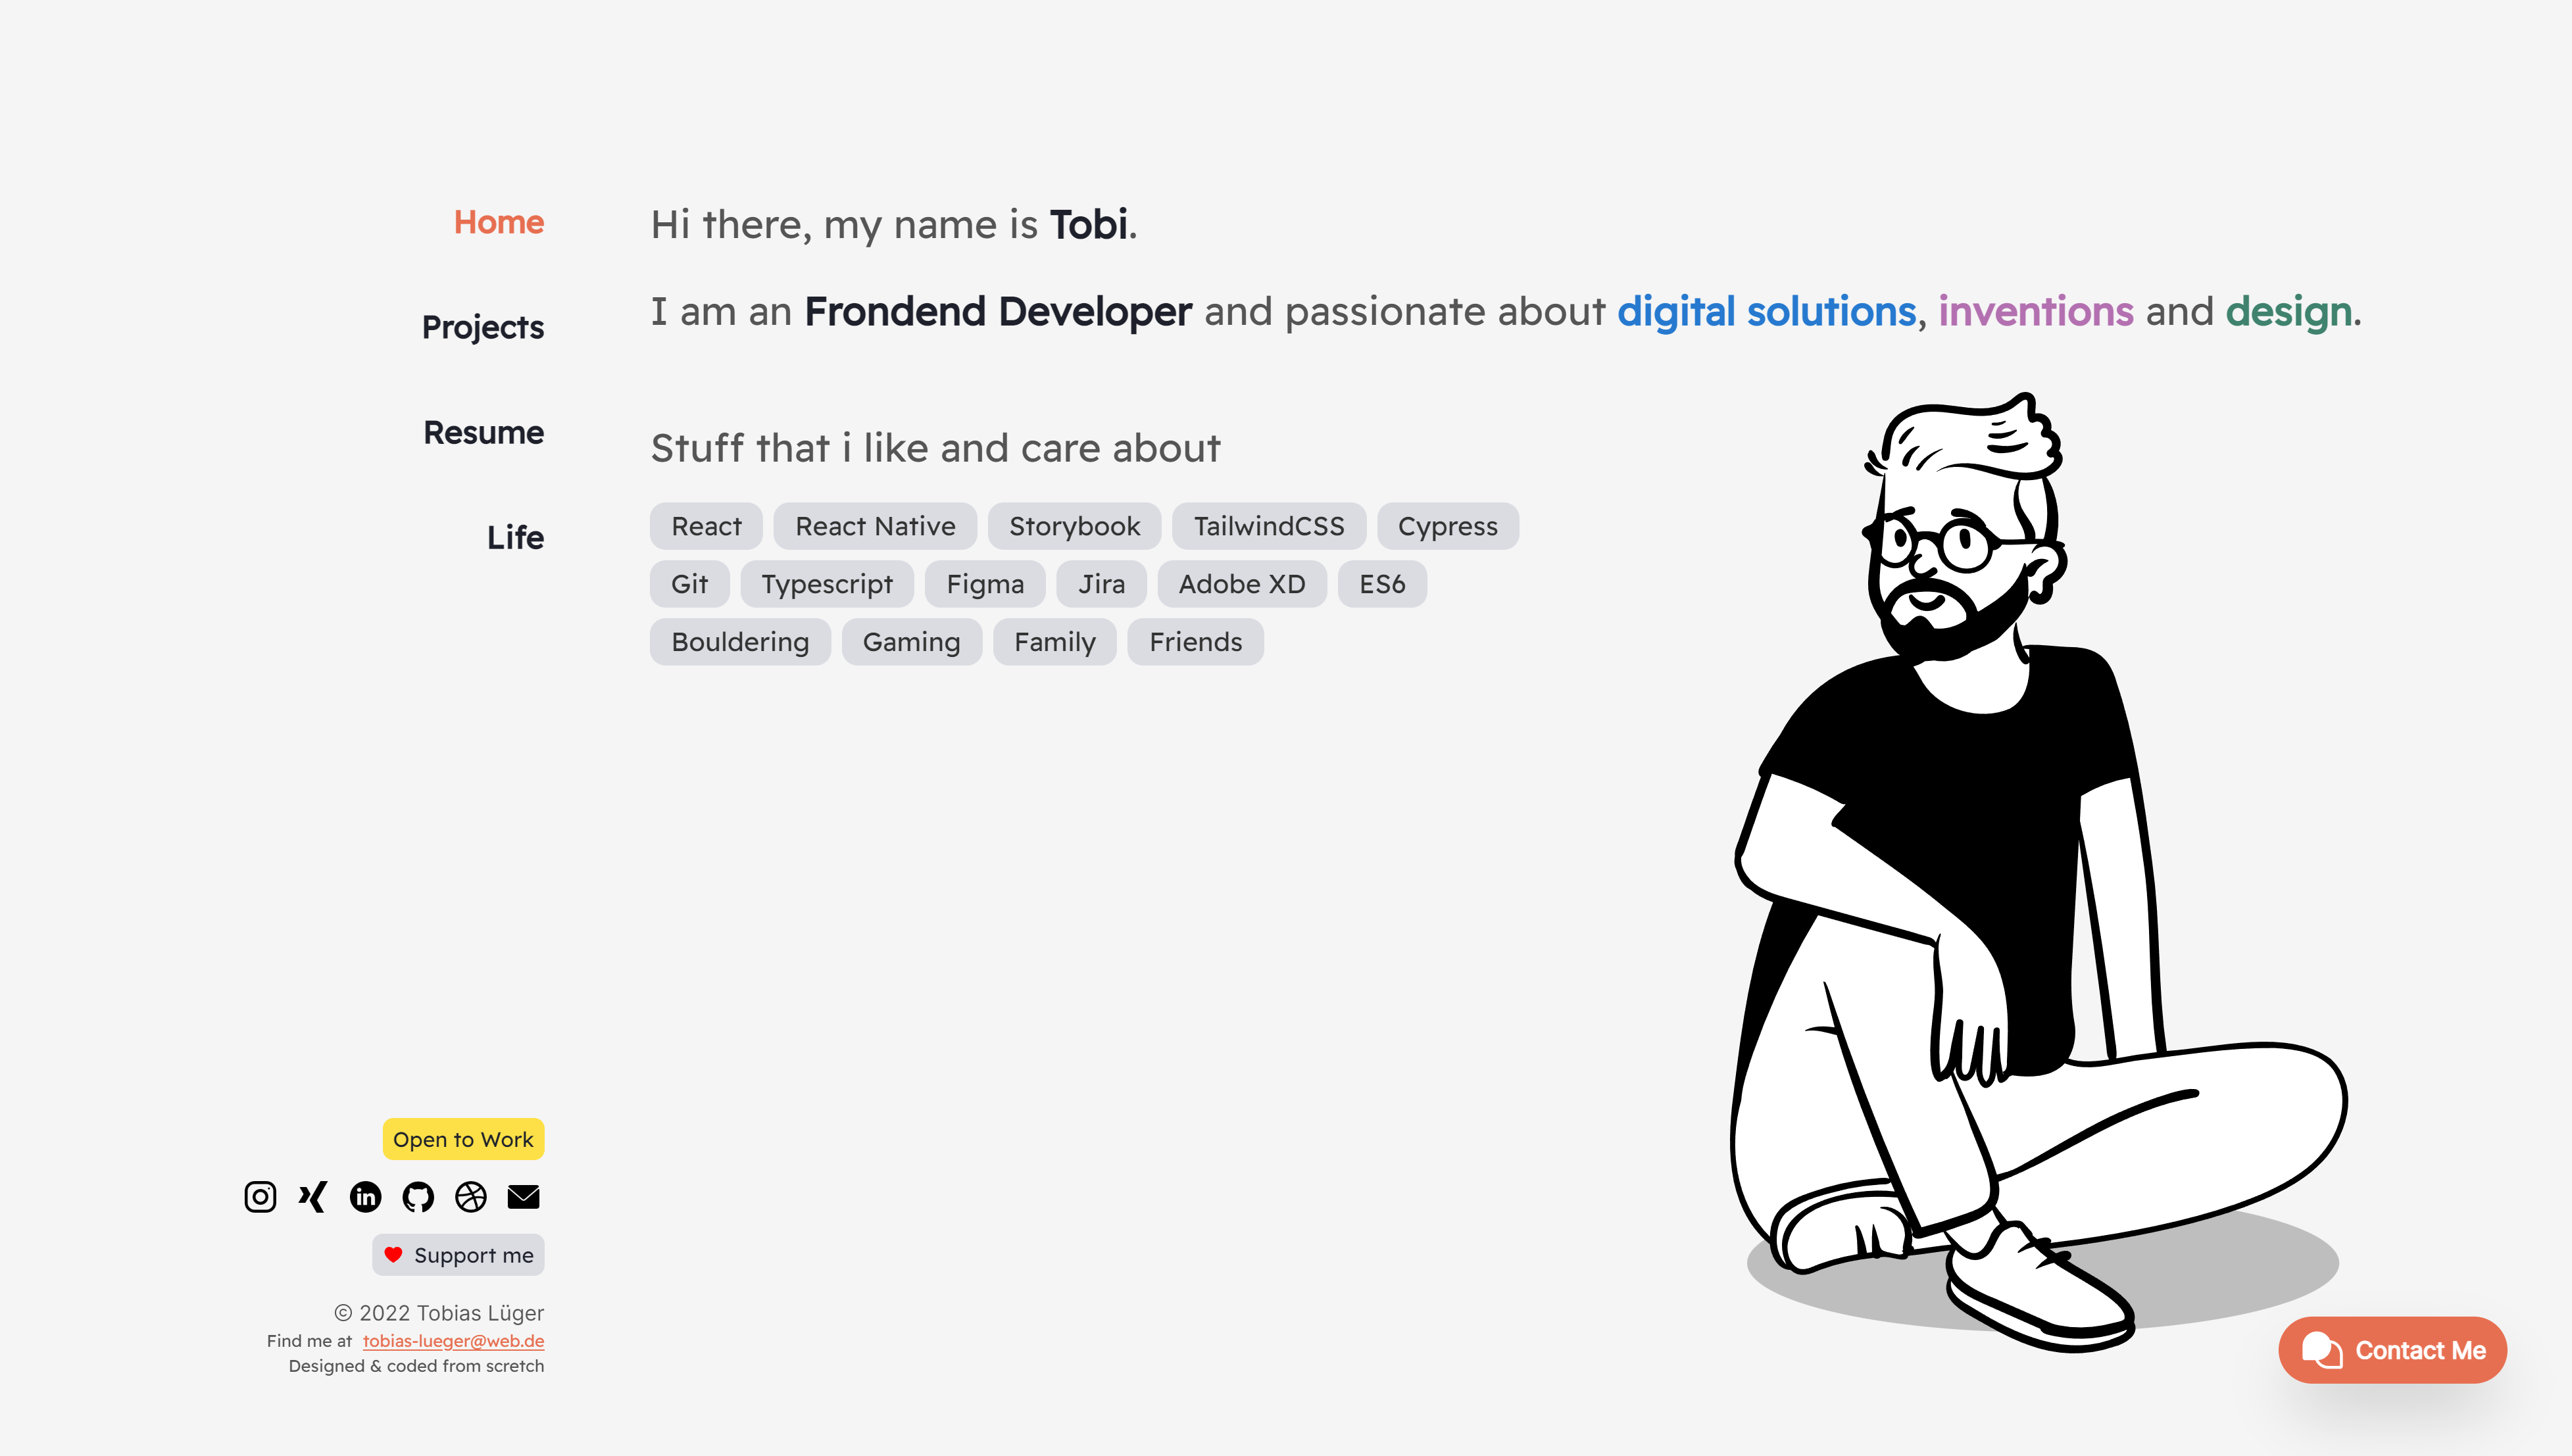 Home
Projects
Resume
Life
Hi there, my name is Tobi.
I am an Frondend Developer and passionate about digital solutions, inventions and design.
Stuff that i like and care about
React React Native Storybook TailwindCSS Cypress
Git Typescript Figma Jira Adobe XD ES6
Bouldering Gaming Family Friends
Open to Work
in
Support me
© 2022 Tobias Lüger
Find me at tobias-lueger@web.de
Designed & coded from scratch
Contact Me